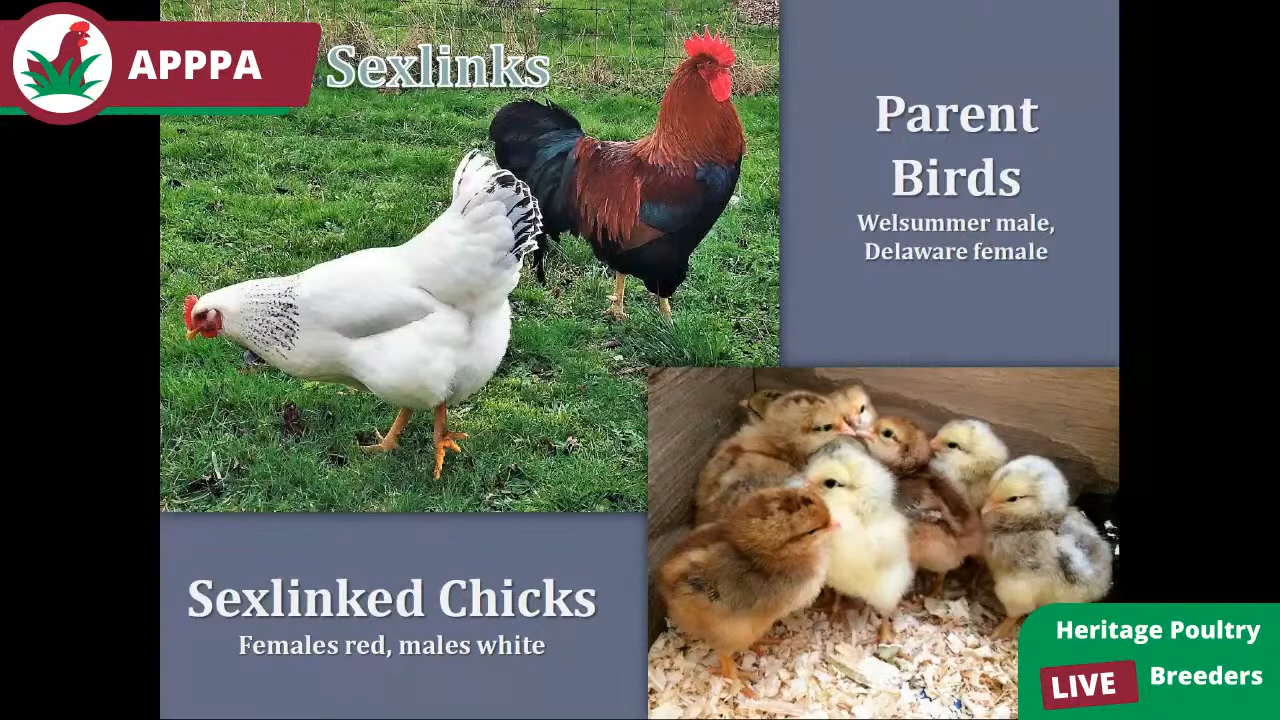 APPPA
Sexlinks
Parent
Birds
Welsummer male,
Delaware female
Sexlinked Chicks
Females red, males white
Heritage Poultry
LIVE Breeders